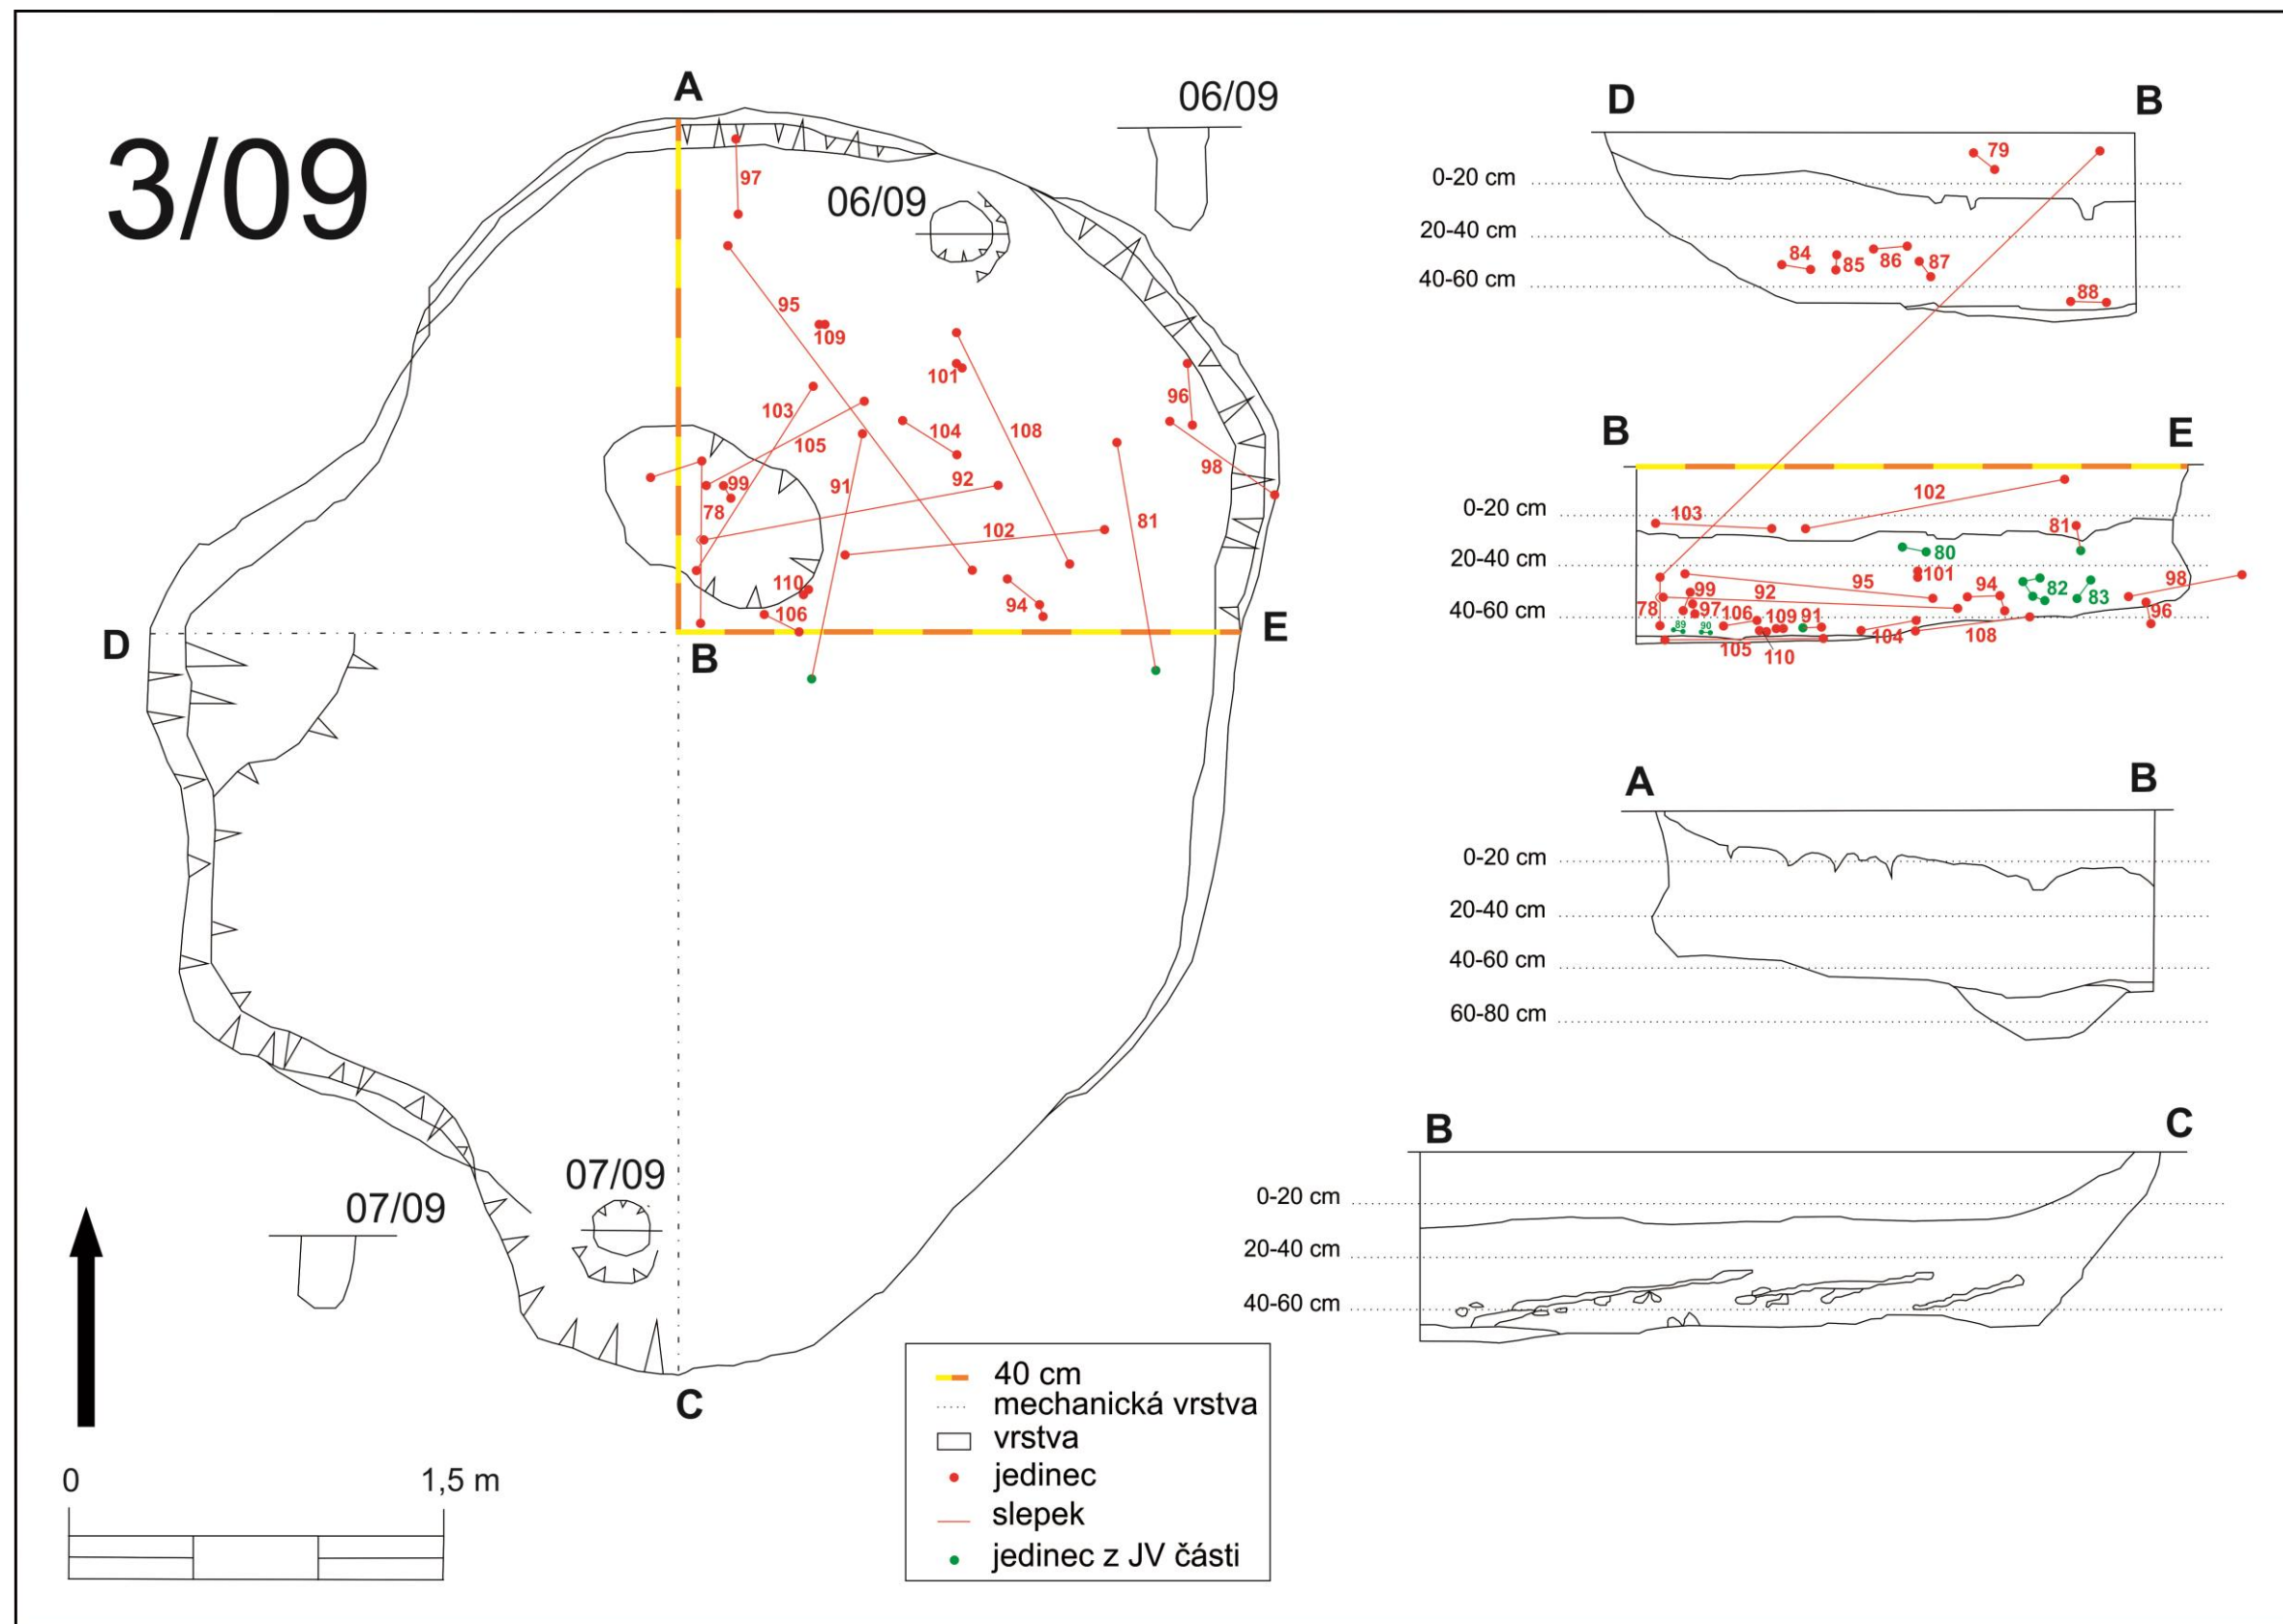 3/09
A
06/09
06/09
97
95
109
101
103
105
104
108
96
98
99
78
91
92
102
81
110
106
94
D
B
E
07/09
07/09
C
0
1,5 m
40 cm
mechanická vrstva
vrstva
jedinec
slepek
jedinec z JV části
D
B
79
0-20 cm
20-40 cm
84
85
86
87
40-60 cm
88
B
E
102
0-20 cm
103
81
80
20-40 cm
101
95
94
82
98
99
92
83
40-60 cm
78
97
106
109
91
96
89
90
104
108
105
110
A
B
0-20 cm
20-40 cm
40-60 cm
60-80 cm
B
C
0-20 cm
20-40 cm
40-60 cm